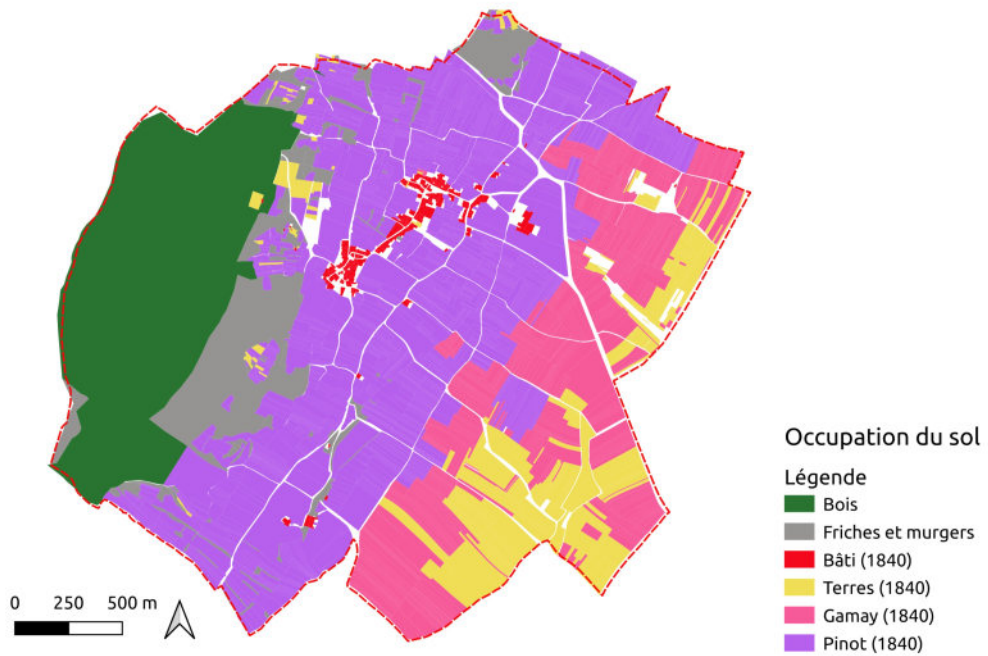 Occupation du sol
Légende
Bois
Friches et murgers
Bâti (1840)
Terres (1840)
Gamay (1840)
Pinot (1840)
0 250 500 m